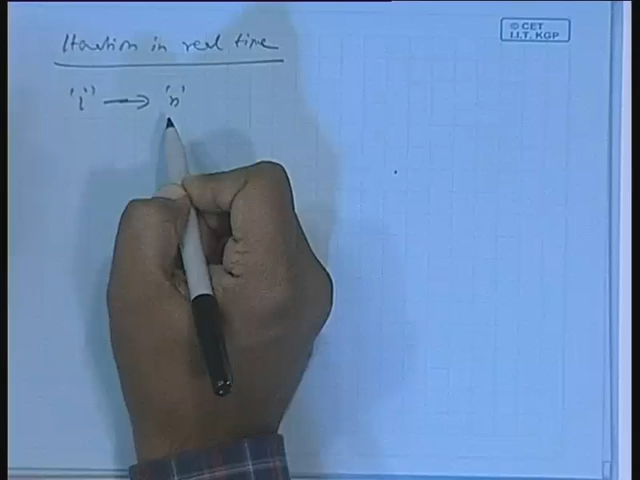 Iteration in real time
© CET
I.I.T. KGP
'i' → 'n'